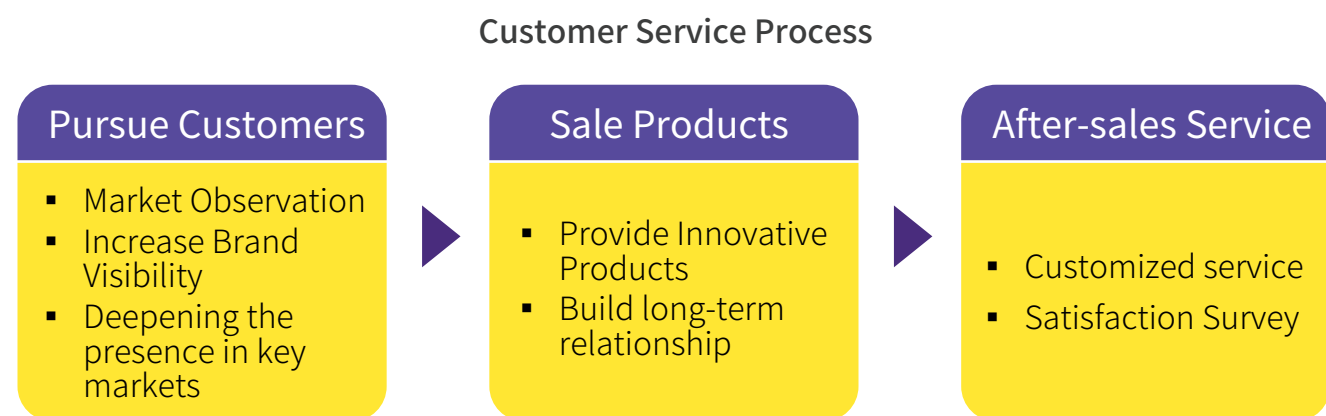 Customer Service Process
Pursue Customers
▪ Market Observation
▪ Increase Brand
Visibility
▪ Deepening the
presence in key
markets
Sale Products
▪ Provide Innovative
Products
▪ Build long-term
relationship
After-sales Service
▪ Customized service
▪ Satisfaction Survey